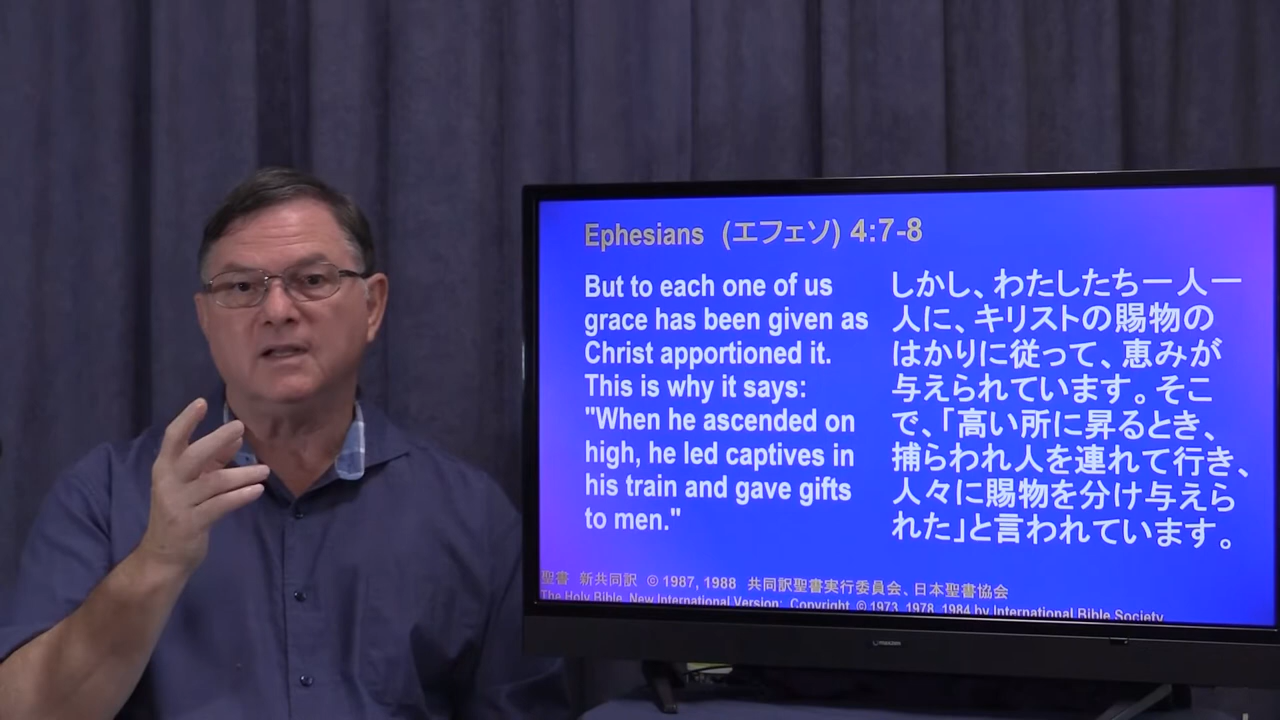 Ephesians (エフェソ) 4:7-8
But to each one of us
grace has been given as
Christ apportioned it.
This is why it says:
"When he ascended on
high, he led captives in
his train and gave gifts
to men."
しかし、わたしたち一人一
人に、キリストの賜物の
はかりに従って、恵みが
与えられています。そこ
で、「高い所に昇るとき、
捕らわれ人を連れて行き、
人々に賜物を分け与えら
れた」と言われています。
聖書 新共同訳 © 1987, 1988 共同訳聖書実行委員会、日本聖書協会
The Holy Bible, New International Version; Copyright © 1973, 1978, 1984 by International Bible Society